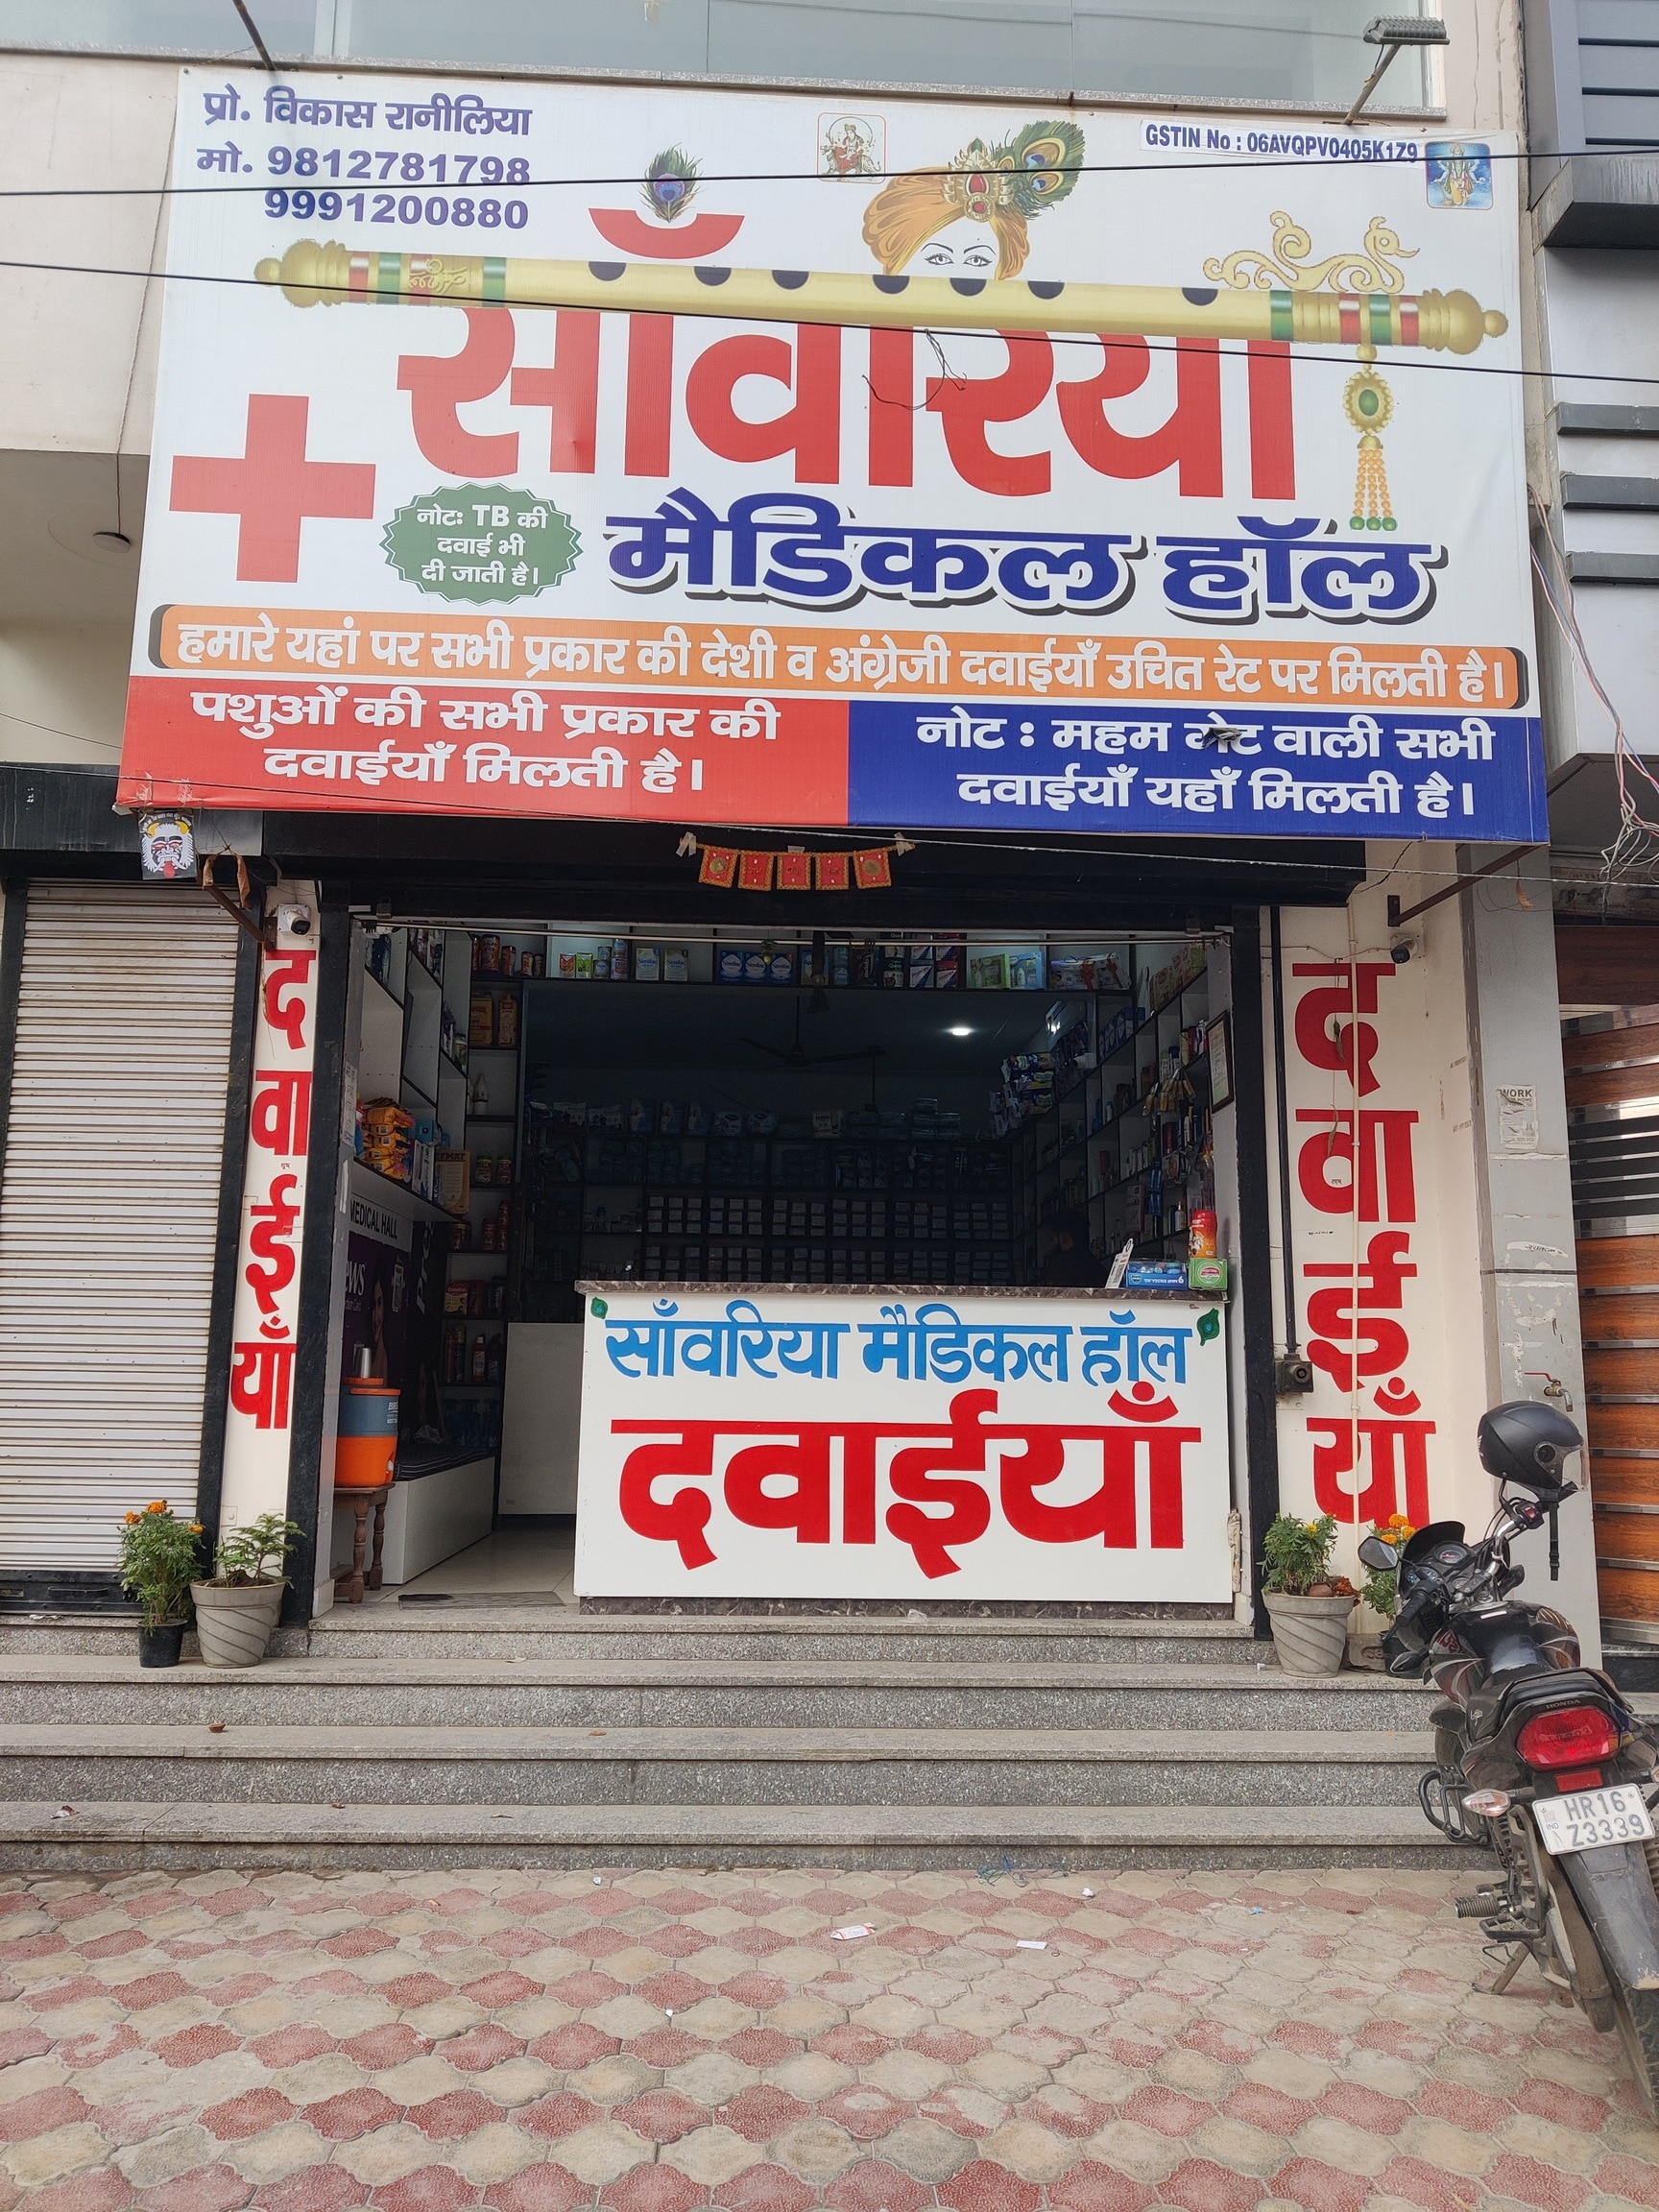 प्रो. विकास रानीलिया
मो. 9812781798
9991200880
GSTIN No : 06AVQPV0405K1Z9
साँवरिया
नोटः TB की
दवाई भी
दी जाती है।
मैडिकल हॉल
हमारे यहां पर सभी प्रकार की देशी व अंग्रेजी दवाईयाँ उचित रेट पर मिलती है।
पशुओं की सभी प्रकार की
दवाईयाँ मिलती है।
नोट : महम गेट वाली सभी
दवाईयाँ यहाँ मिलती है।
द
वा
ई
याँ
द
वा
ई
याँ
MEDICAL HALL
साँवरिया मैडिकल हॉल
दवाईयाँ
WORK
HONDA
HR16
Z3339